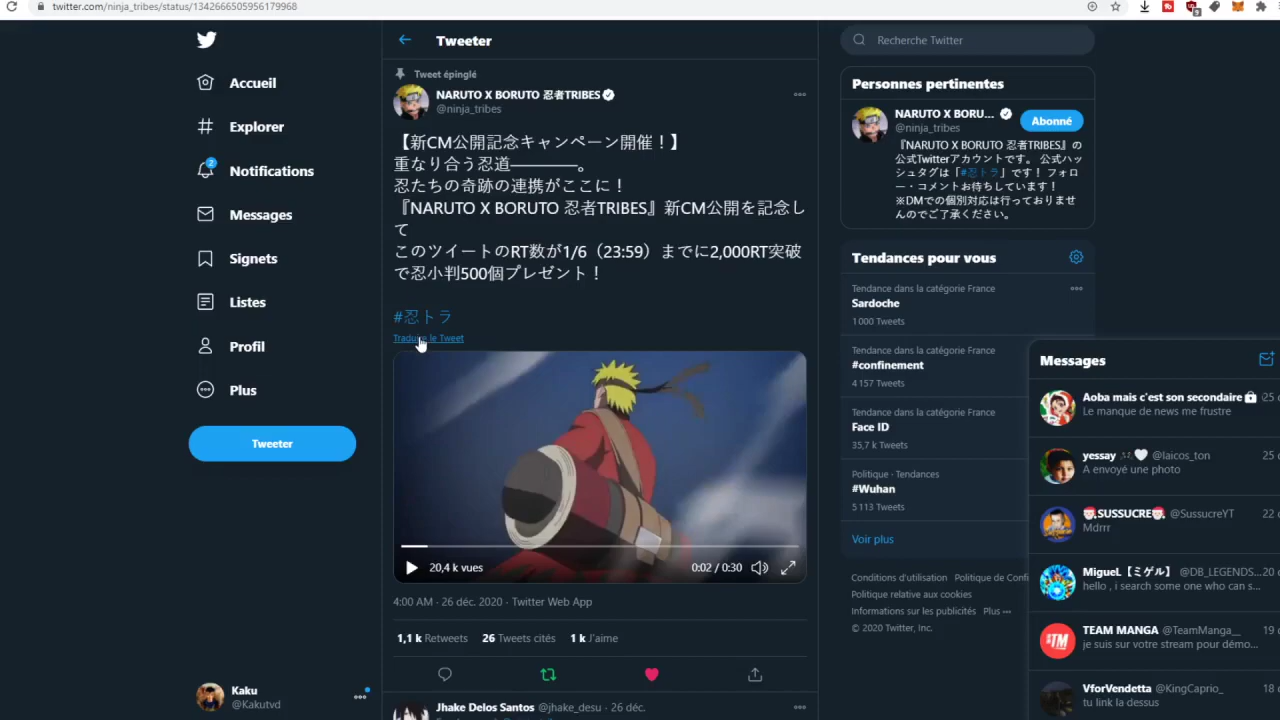 twitter.com/ninja_tribes/status/1342666505956179968
Accueil
Explorer
2
Notifications
Messages
Signets
Listes
Profil
Plus
Tweeter
Kaku
@Kakutvd
Tweeter
Tweet épinglé
NARUTO X BORUTO 忍者TRIBES
@ninja_tribes
【新CM公開記念キャンペーン開催！】
重なり合う忍道————。
忍たちの奇跡の連携がここに！
『NARUTO X BORUTO 忍者TRIBES』新CM公開を記念し
て
このツイートのRT数が1/6（23:59）までに2,000RT突破
で忍小判500個プレゼント！
#忍トラ
Traduire le Tweet
20,4 k vues
0:02 / 0:30
4:00 AM · 26 déc. 2020 · Twitter Web App
1,1 k Retweets 26 Tweets cités 1 k J'aime
Jhake Delos Santos @jhake_desu · 26 déc.
Recherche Twitter
Personnes pertinentes
NARUTO X BORU...
@ninja_tribes
Abonné
『NARUTO X BORUTO 忍者TRIBES』の
公式Twitterアカウントです。 公式ハッ
シュタグは「#忍トラ」です！ フォロ
ー・コメントお待ちしています！
※DMでの個別対応は行っておりませ
んのでご了承ください。
Tendances pour vous
Tendance dans la catégorie France
Sardoche
1 000 Tweets
Tendance dans la catégorie France
#confinement
4 157 Tweets
Tendance dans la catégorie France
Face ID
35,7 k Tweets
Politique · Tendances
#Wuhan
5 113 Tweets
Voir plus
Conditions d'utilisation Politique de Confi
Politique relative aux cookies
Informations sur les publicités Plus
© 2020 Twitter, Inc.
Messages
Aoba mais c'est son secondaire 25
Le manque de news me frustre
yessay @laicos_ton 25
A envoyé une photo
SUSSUCRE @SussucreYT 22
Mdrrr
MigueL【ミゲル】 @DB_LEGENDS... 20
hello , i search some one who can s...
TEAM MANGA @TeamManga__ 19
je suis sur votre stream pour démo...
VforVendetta @KingCaprio_ 18
tu link la dessus